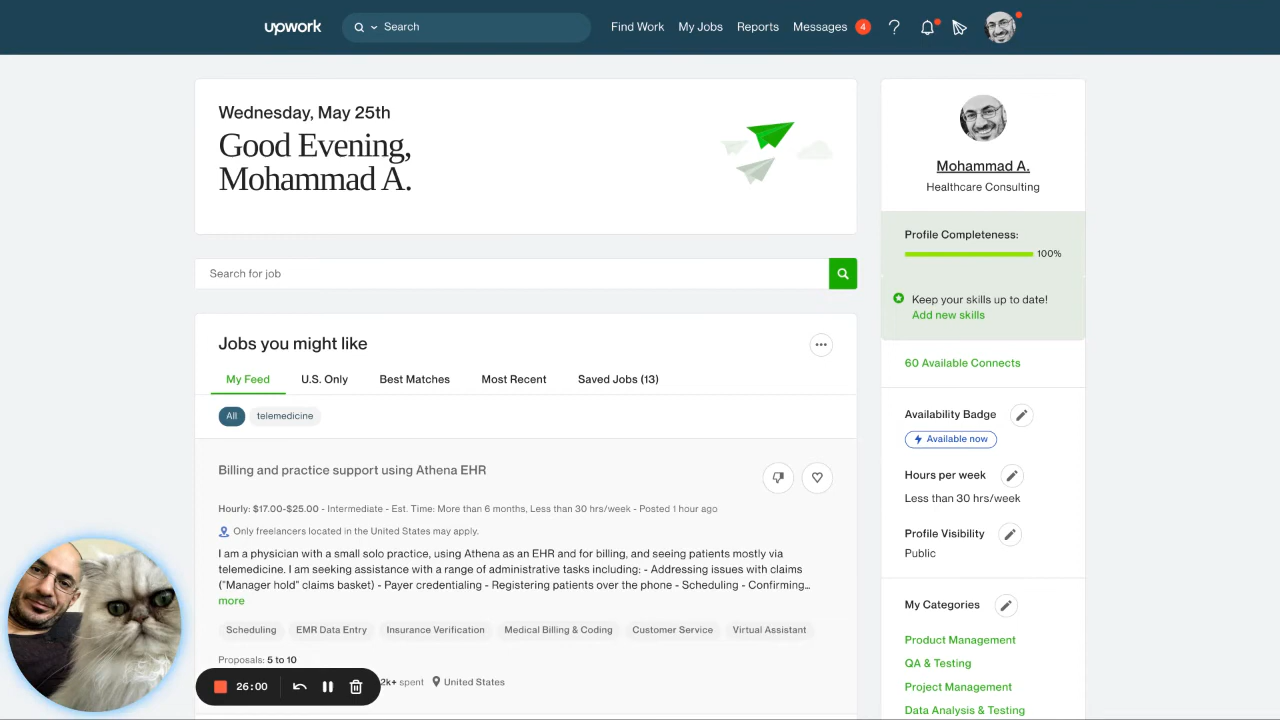 upwork
Search
Find Work
My Jobs
Reports
Messages
4
?
Wednesday, May 25th
Good Evening,
Mohammad A.
Search for job
Jobs you might like
My Feed
U.S. Only
Best Matches
Most Recent
Saved Jobs (13)
All
telemedicine
Billing and practice support using Athena EHR
Hourly: $17.00-$25.00 - Intermediate - Est. Time: More than 6 months, Less than 30 hrs/week - Posted 1 hour ago
Only freelancers located in the United States may apply.
I am a physician with a small solo practice, using Athena as an EHR and for billing, and seeing patients mostly via
telemedicine. I am seeking assistance with a range of administrative tasks including: - Addressing issues with claims
("Manager hold" claims basket) - Payer credentialing - Registering patients over the phone - Scheduling - Confirming...
more
Scheduling
EMR Data Entry
Insurance Verification
Medical Billing & Coding
Customer Service
Virtual Assistant
Proposals: 5 to 10
2k+ spent
United States
26:00
Mohammad A.
Healthcare Consulting
Profile Completeness:
100%
Keep your skills up to date!
Add new skills
60 Available Connects
Availability Badge
Available now
Hours per week
Less than 30 hrs/week
Profile Visibility
Public
My Categories
Product Management
QA & Testing
Project Management
Data Analysis & Testing